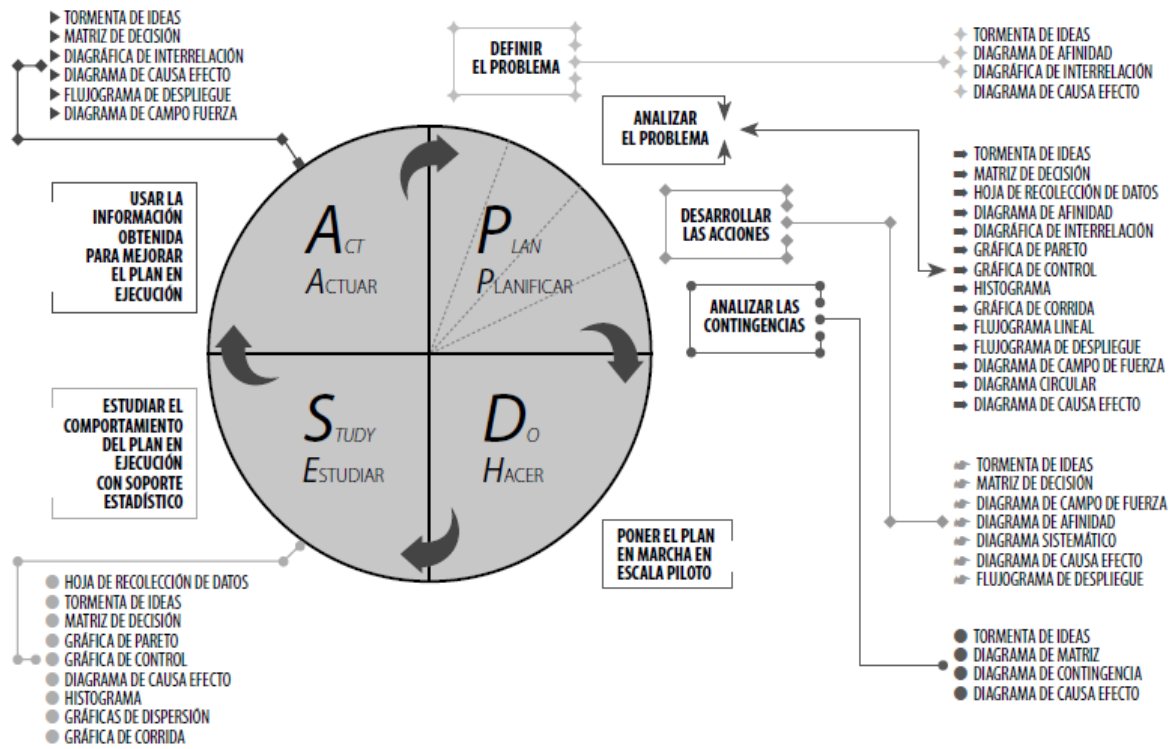 TORMENTA DE IDEAS
MATRIZ DE DECISIÓN
DIAGRÁFICA DE INTERRELACIÓN
DIAGRAMA DE CAUSA EFECTO
FLUJOGRAMA DE DESPLIEGUE
DIAGRAMA DE CAMPO FUERZA
DEFINIR
EL PROBLEMA
TORMENTA DE IDEAS
DIAGRAMA DE AFINIDAD
DIAGRÁFICA DE INTERRELACIÓN
DIAGRAMA DE CAUSA EFECTO
ANALIZAR
EL PROBLEMA
TORMENTA DE IDEAS
MATRIZ DE DECISIÓN
HOJA DE RECOLECCIÓN DE DATOS
DIAGRAMA DE AFINIDAD
DIAGRÁFICA DE INTERRELACIÓN
GRÁFICA DE PARETO
GRÁFICA DE CONTROL
HISTOGRAMA
GRÁFICA DE CORRIDA
FLUJOGRAMA LINEAL
FLUJOGRAMA DE DESPLIEGUE
DIAGRAMA DE CAMPO DE FUERZA
DIAGRAMA CIRCULAR
DIAGRAMA DE CAUSA EFECTO
USAR LA
INFORMACIÓN
OBTENIDA
PARA MEJORAR
EL PLAN EN
EJECUCIÓN
ACT
ACTUAR
PLAN
PLANIFICAR
DESARROLLAR
LAS ACCIONES
ANALIZAR LAS
CONTINGENCIAS
ESTUDIAR EL
COMPORTAMIENTO
DEL PLAN EN
EJECUCIÓN
CON SOPORTE
ESTADÍSTICO
STUDY
ESTUDIAR
DO
HACER
TORMENTA DE IDEAS
MATRIZ DE DECISIÓN
DIAGRAMA DE CAMPO DE FUERZA
DIAGRAMA DE AFINIDAD
DIAGRAMA SISTEMÁTICO
DIAGRAMA DE CAUSA EFECTO
FLUJOGRAMA DE DESPLIEGUE
PONER EL PLAN
EN MARCHA EN
ESCALA PILOTO
HOJA DE RECOLECCIÓN DE DATOS
TORMENTA DE IDEAS
MATRIZ DE DECISIÓN
GRÁFICA DE PARETO
GRÁFICA DE CONTROL
DIAGRAMA DE CAUSA EFECTO
HISTOGRAMA
GRÁFICAS DE DISPERSIÓN
GRÁFICA DE CORRIDA
TORMENTA DE IDEAS
DIAGRAMA DE MATRIZ
DIAGRAMA DE CONTINGENCIA
DIAGRAMA DE CAUSA EFECTO